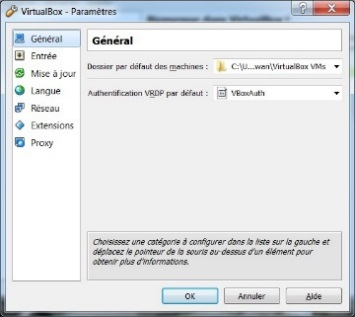 VirtualBox - Paramètres
Général
Entrée
Mise à jour
Langue
Réseau
Extensions
Proxy
Général
Dossier par défaut des machines : C:\U...wan\VirtualBox VMs
Authentification VRDP par défaut : VBoxAuth
Choisissez une catégorie à configurer dans la liste sur la gauche et
déplacez le pointeur de la souris au-dessus d'un élément pour
obtenir plus d'informations.
OK Annuler Aide